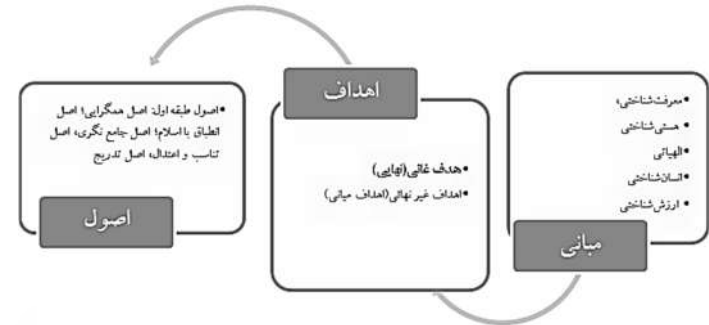 •معرفت‌شناختی،
• هستی‌شناختی
•الهیاتی
•انسان‌شناختی
• ارزش‌شناختی
مبانی
اهداف
•هدف غائی(نهایی)
•اهداف غیر نهائی(اهداف میانی)
•اصول طبقه اول: اصل همگرایی؛ اصل
انطباق با اسلام؛ اصل جامع نگری، اصل
تناسب و اعتدال، اصل تدریج
اصول